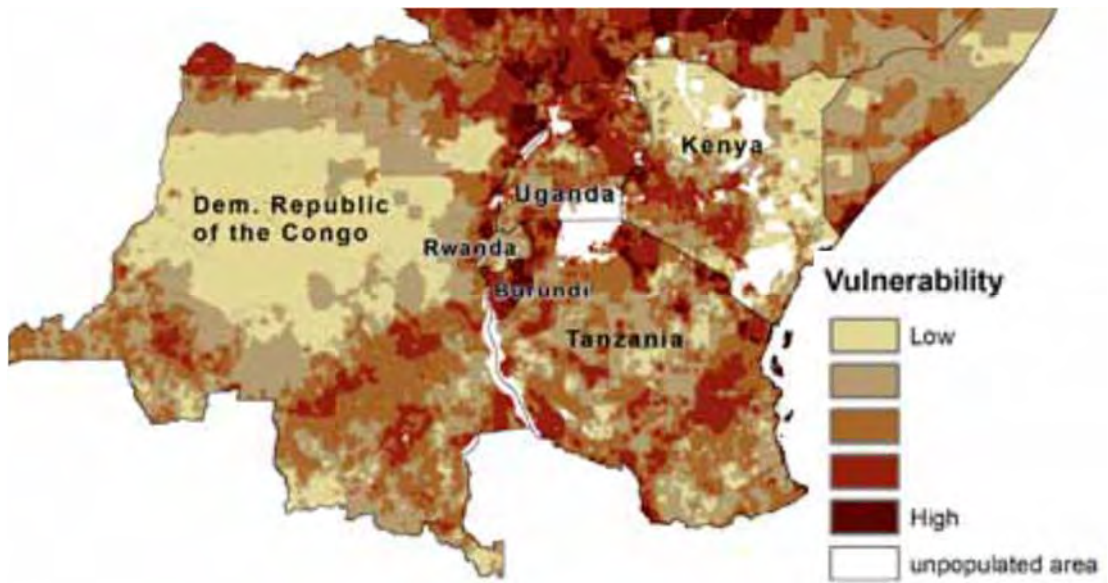 Kenya
Uganda
Dem. Republic
of the Congo
Rwanda
Burundi
Tanzania
Vulnerability
Low
High
unpopulated area